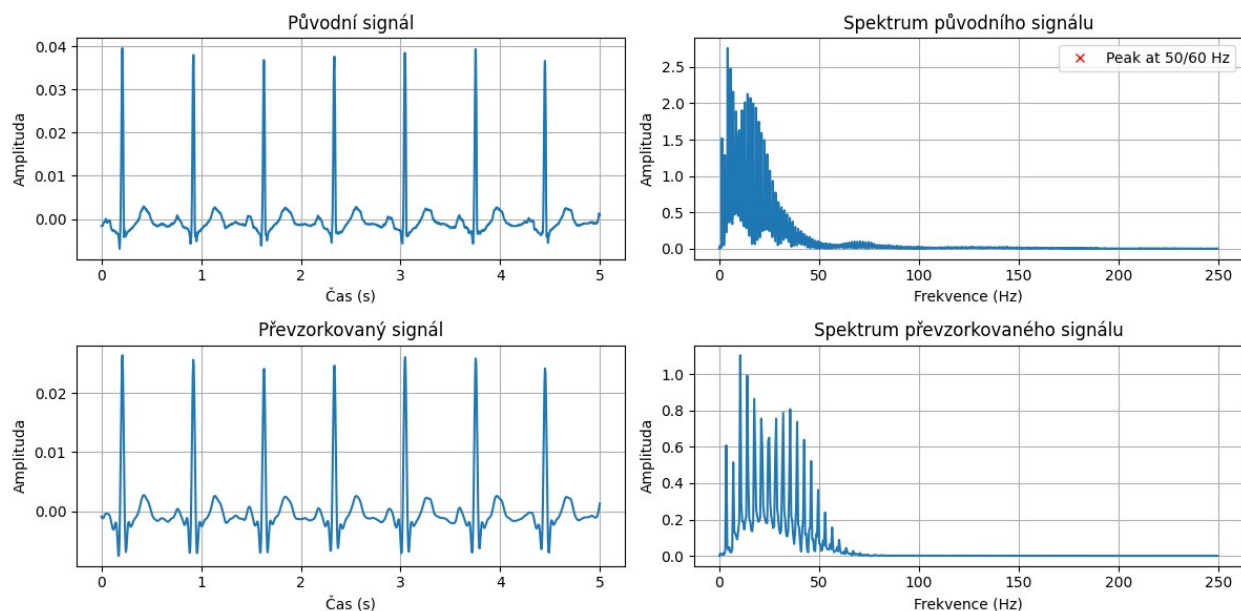 Původní signál
0.04
0.03
0.02
0.01
0.00
Amplituda
0 1 2 3 4 5
Čas (s)
Spektrum původního signálu
Peak at 50/60 Hz
2.5
2.0
1.5
1.0
0.5
0.0
Amplituda
0 50 100 150 200 250
Frekvence (Hz)
Převzorkovaný signál
0.02
0.01
0.00
Amplituda
0 1 2 3 4 5
Čas (s)
Spektrum převzorkovaného signálu
1.0
0.8
0.6
0.4
0.2
0.0
Amplituda
0 50 100 150 200 250
Frekvence (Hz)